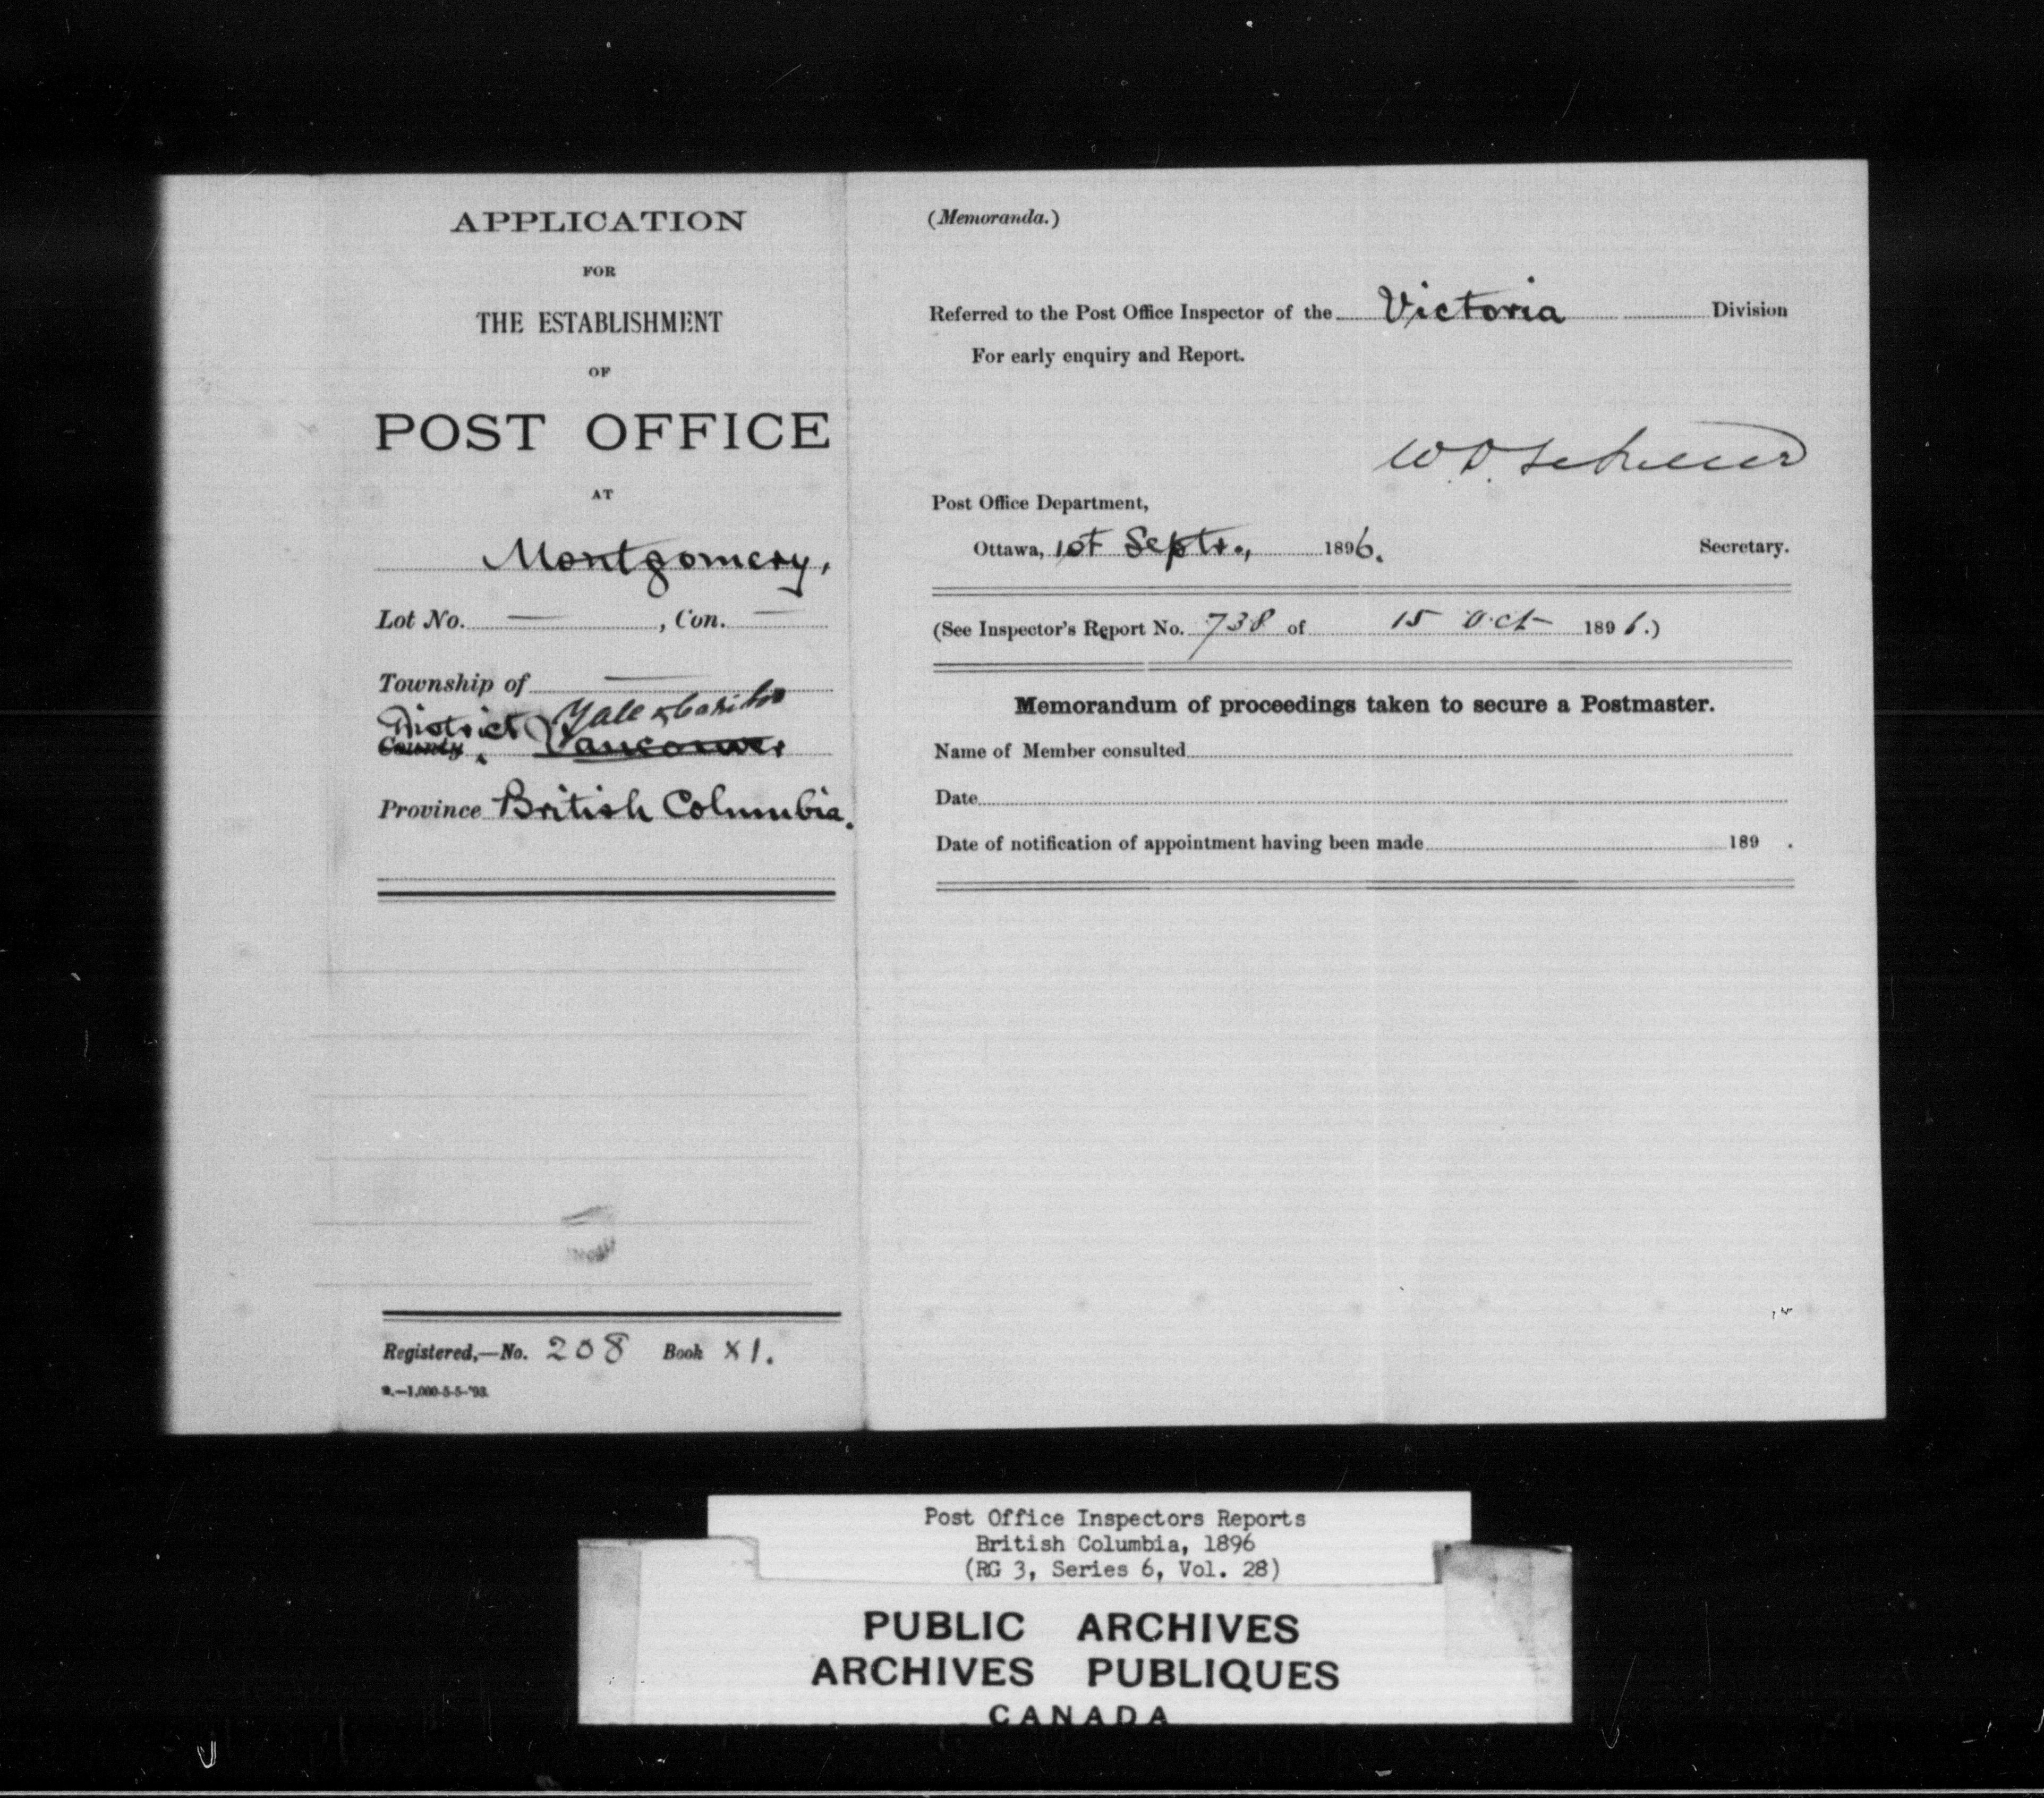 APPLICATION
FOR
THE ESTABLISHMENT
OF
POST OFFICE
AT
Montgomery,
Lot No. — , Con. —
Township of —
Yale & Cariboo
District
County, Vancouver
Province British Columbia.
Registered,—No. 208 Book X1.
(Memoranda.)
Referred to the Post Office Inspector of the Victoria Division
For early enquiry and Report.
W. D.
Post Office Department,
Ottawa, 1st Septr., 1896. Secretary.
(See Inspector's Report No. 738 of 15 Oct 1896.)
Memorandum of proceedings taken to secure a Postmaster.
Name of Member consulted
Date
Date of notification of appointment having been made 189 .
Post Office Inspectors Reports
British Columbia, 1896
(RG 3, Series 6, Vol. 28)
PUBLIC ARCHIVES
ARCHIVES PUBLIQUES
CANADA